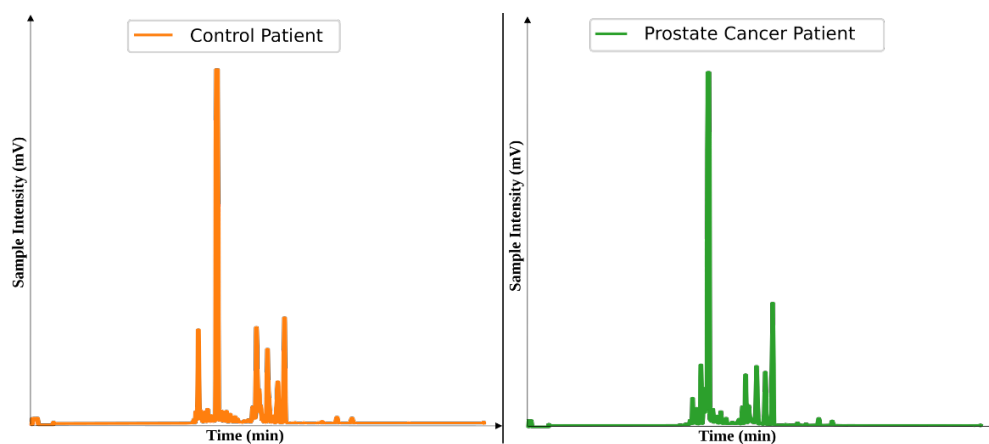 Control Patient
Sample Intensity (mV)
Time (min)
Prostate Cancer Patient
Sample Intensity (mV)
Time (min)